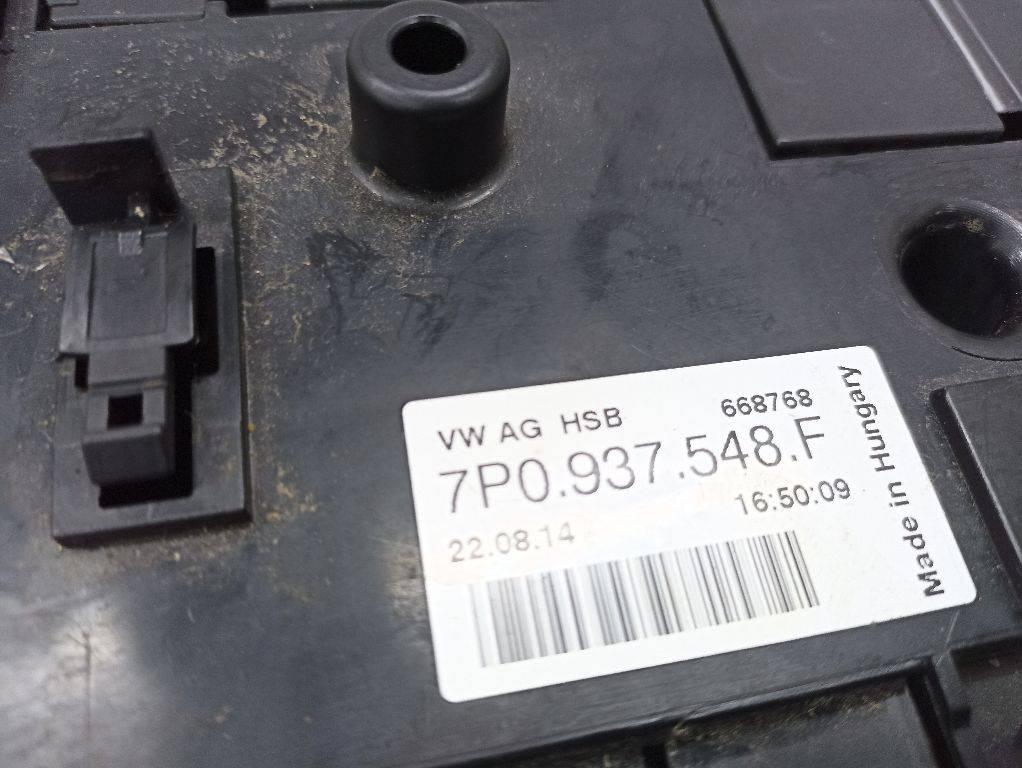 VW AG HSB 668768
7P0.937.548.F
22.08.14 16:50:09
Made in Hungary